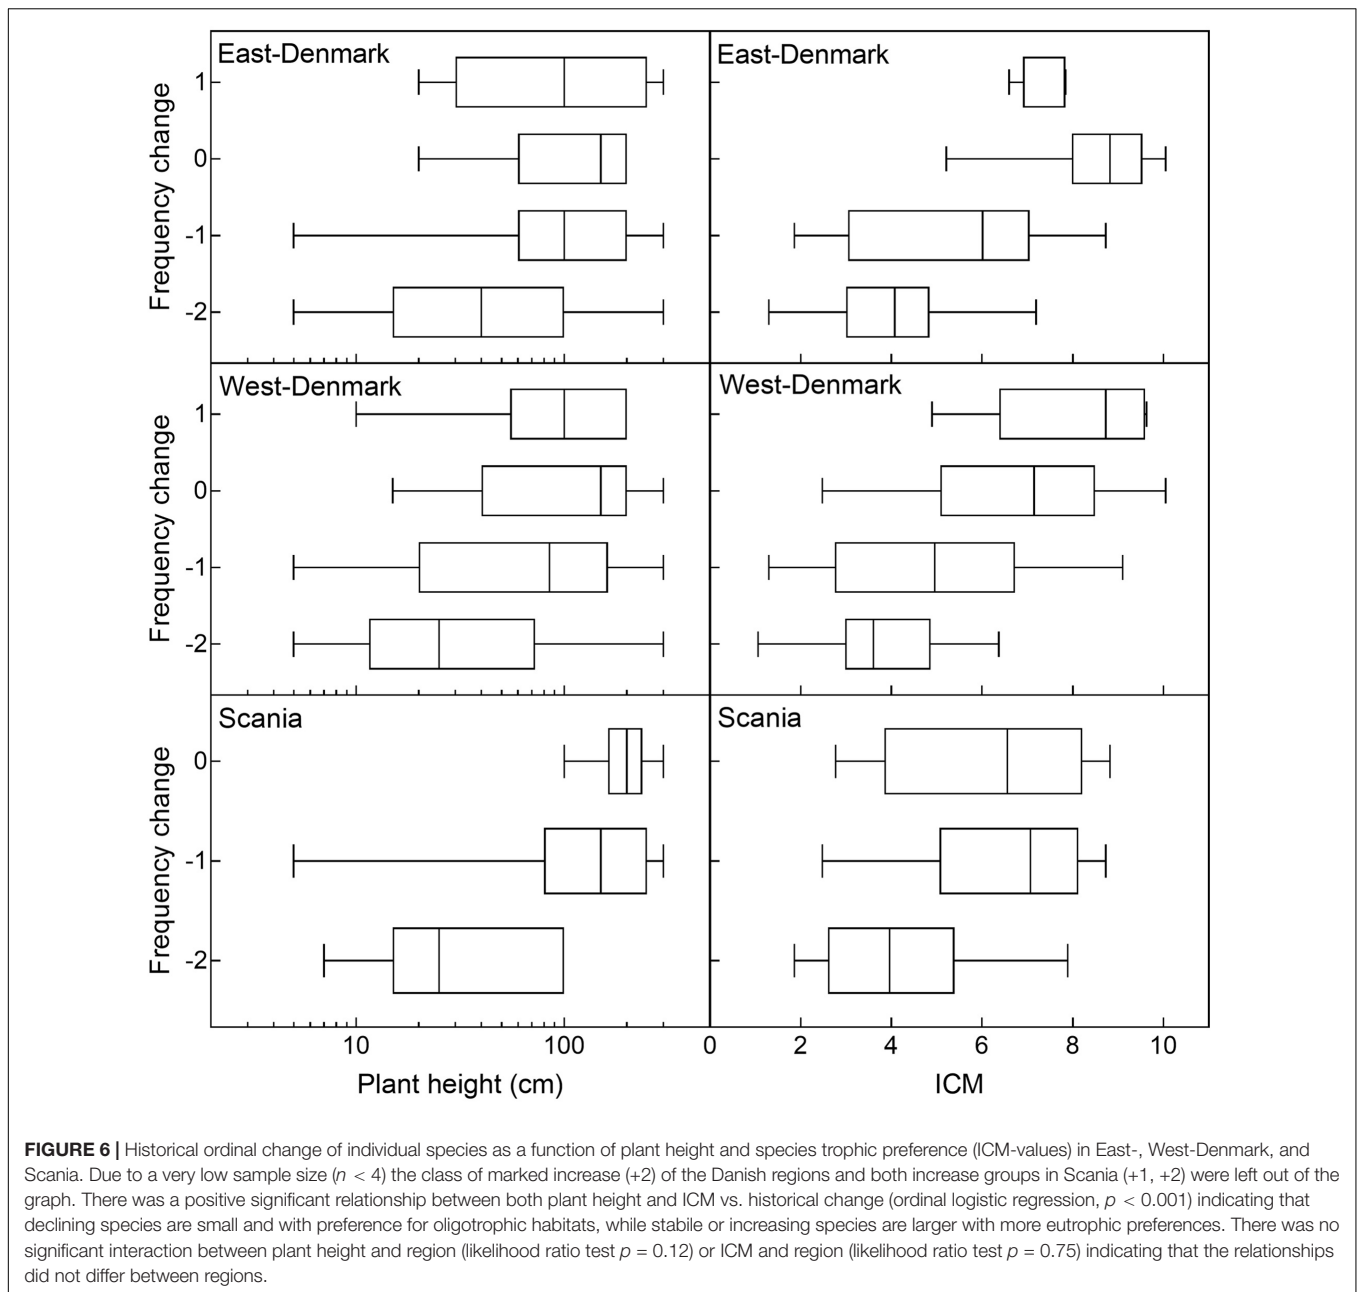 East-Denmark
East-Denmark
Frequency change
1
0
-1
-2
West-Denmark
West-Denmark
Frequency change
1
0
-1
-2
Scania
Scania
Frequency change
0
-1
-2
10 100 0 2 4 6 8 10
Plant height (cm) ICM
FIGURE 6 | Historical ordinal change of individual species as a function of plant height and species trophic preference (ICM-values) in East-, West-Denmark, and
Scania. Due to a very low sample size (n < 4) the class of marked increase (+2) of the Danish regions and both increase groups in Scania (+1, +2) were left out of the
graph. There was a positive significant relationship between both plant height and ICM vs. historical change (ordinal logistic regression, p < 0.001) indicating that
declining species are small and with preference for oligotrophic habitats, while stabile or increasing species are larger with more eutrophic preferences. There was no
significant interaction between plant height and region (likelihood ratio test p = 0.12) or ICM and region (likelihood ratio test p = 0.75) indicating that the relationships
did not differ between regions.